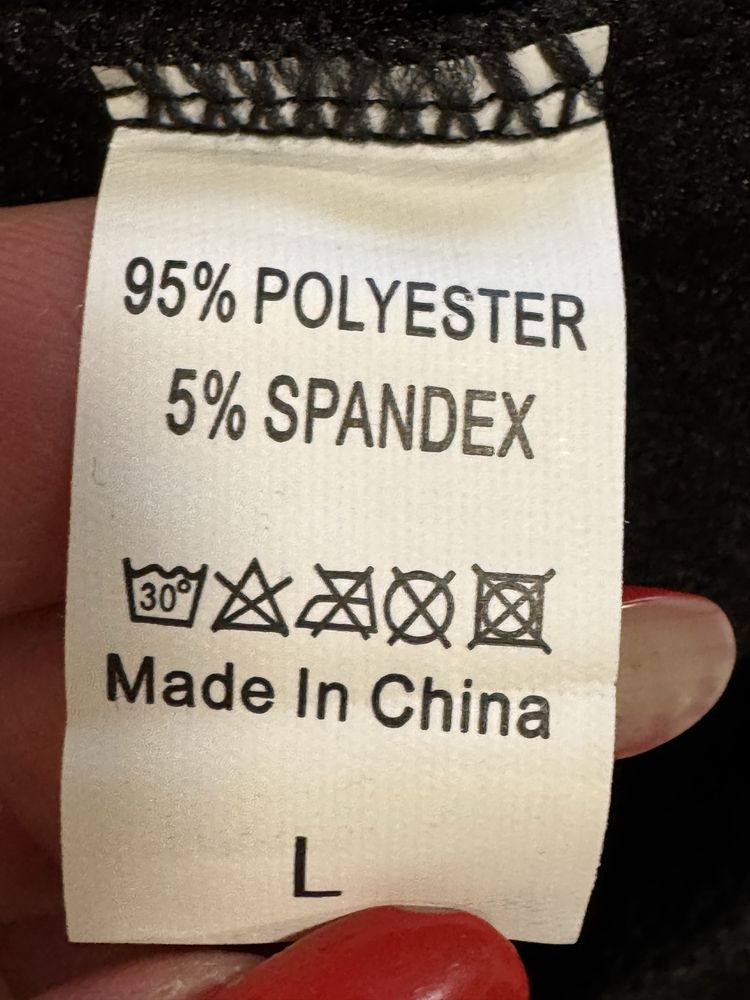 95% POLYESTER
5% SPANDEX
30°
Made In China
L